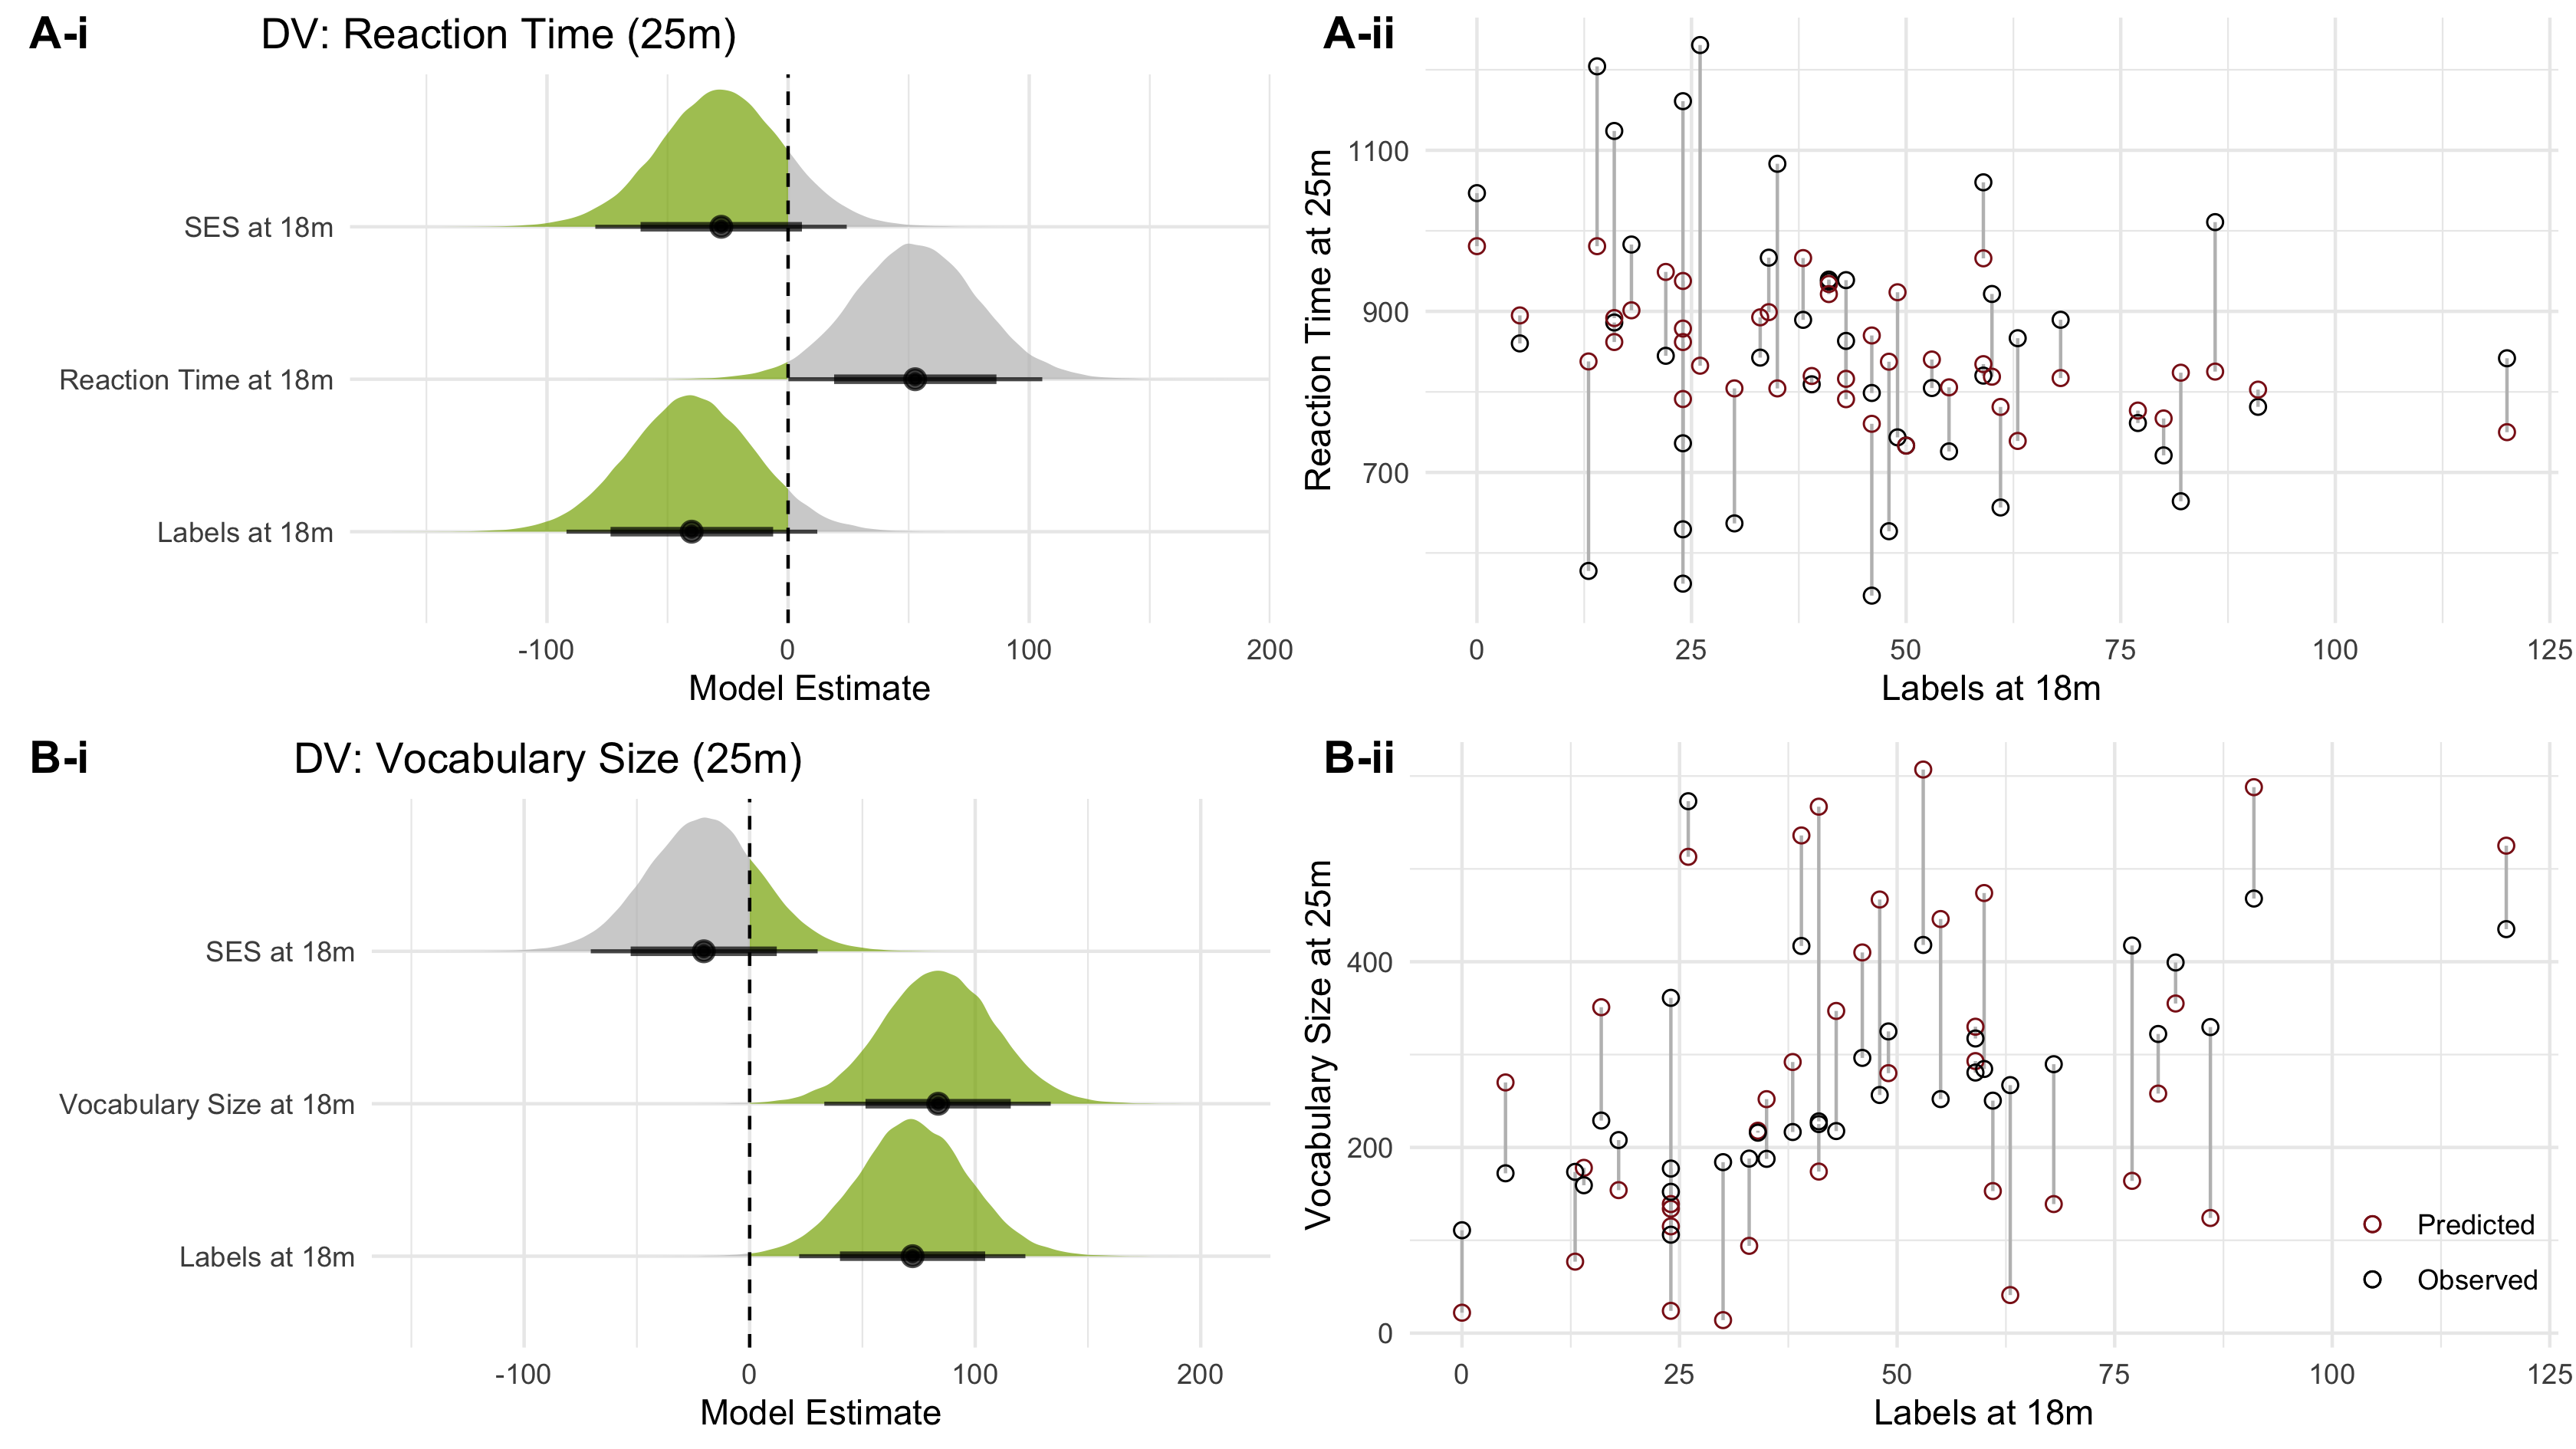 A-i
DV: Reaction Time (25m)
SES at 18m
Reaction Time at 18m
Labels at 18m
-100 0 100 200
Model Estimate
A-ii
Reaction Time at 25m
1100
900
700
0 25 50 75 100 125
Labels at 18m
B-i
DV: Vocabulary Size (25m)
SES at 18m
Vocabulary Size at 18m
Labels at 18m
-100 0 100 200
Model Estimate
B-ii
Vocabulary Size at 25m
400
200
0
Predicted
Observed
0 25 50 75 100 125
Labels at 18m